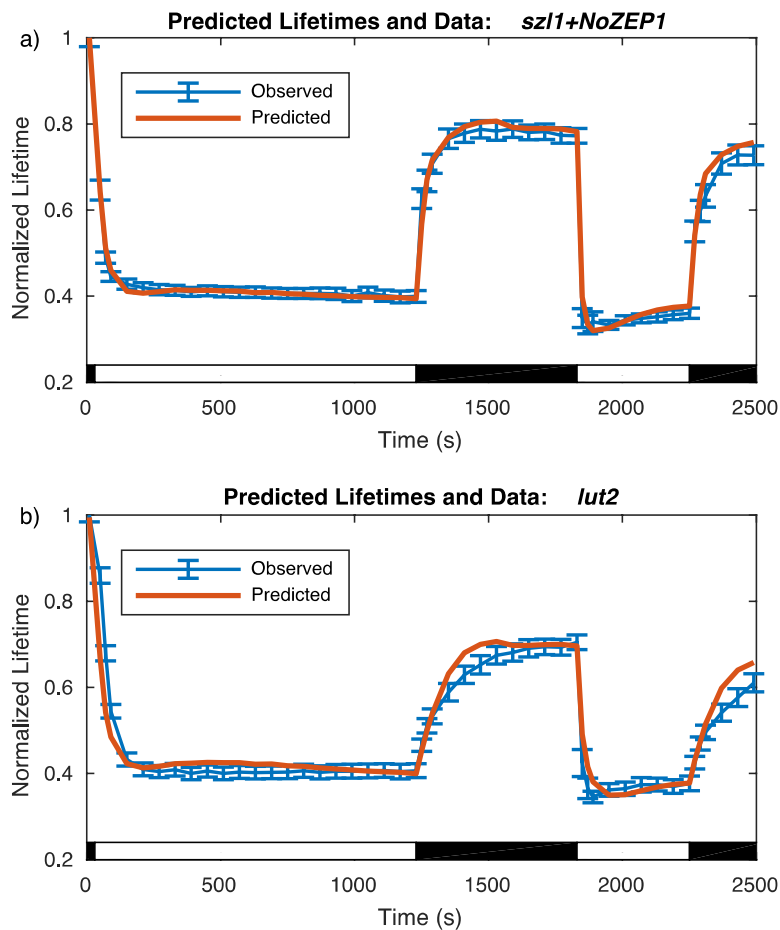 Predicted Lifetimes and Data: szl1+NoZEP1
a)
1
0.8
0.6
0.4
0.2
Normalized Lifetime
Observed
Predicted
0
500
1000
1500
2000
2500
Time (s)
Predicted Lifetimes and Data: lut2
b)
1
0.8
0.6
0.4
0.2
Normalized Lifetime
Observed
Predicted
0
500
1000
1500
2000
2500
Time (s)